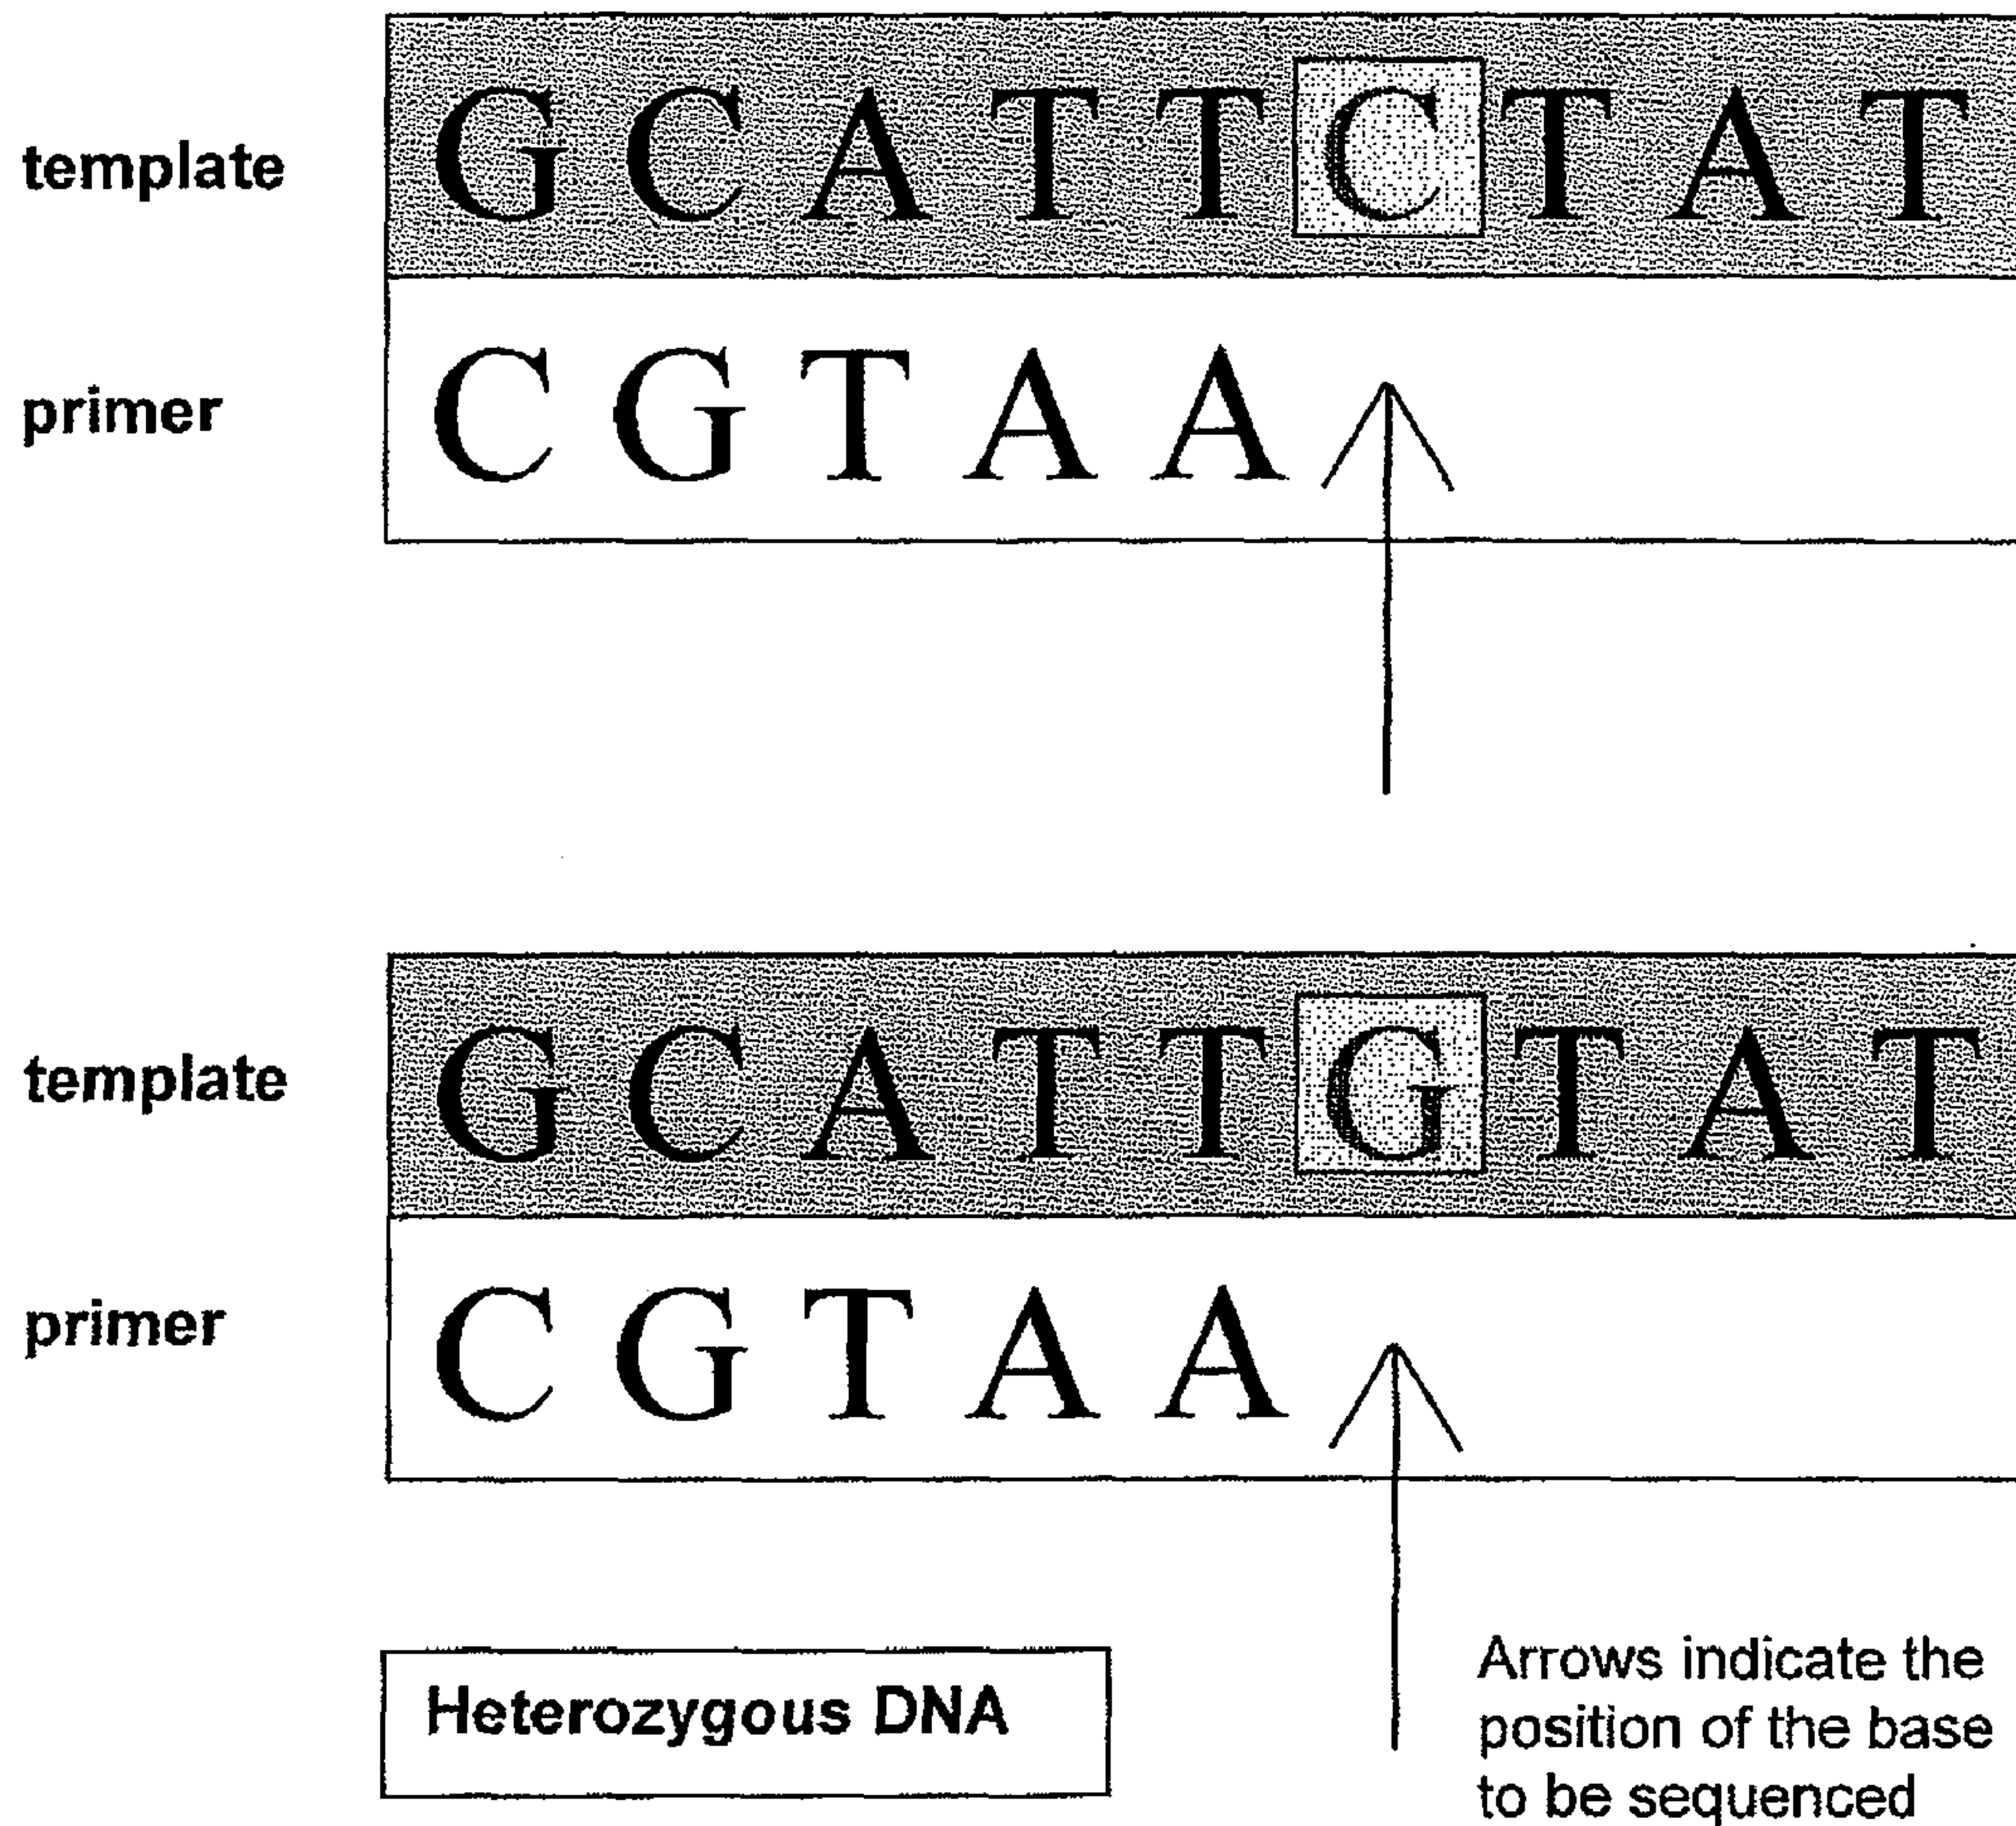 template GCATTCTAT
primer CGTAA
template GCATTGTAT
primer CGTAA
Heterozygous DNA
Arrows indicate the
position of the base
to be sequenced